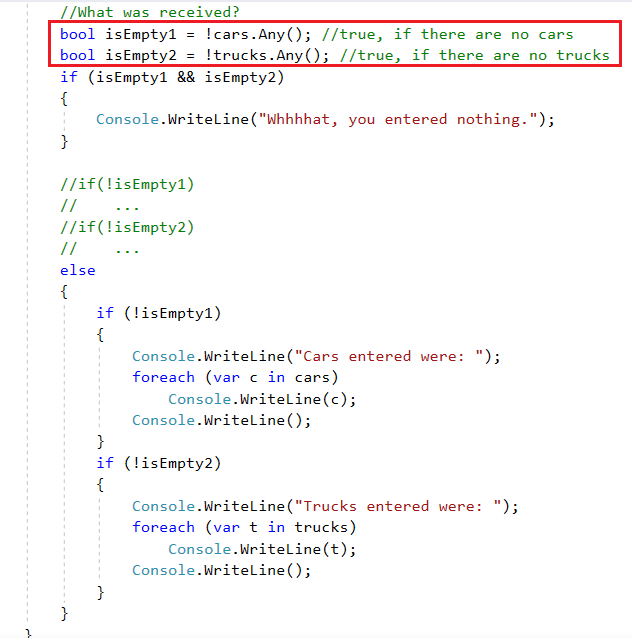 //What was received?
bool isEmpty1 = !cars.Any(); //true, if there are no cars
bool isEmpty2 = !trucks.Any(); //true, if there are no trucks
if (isEmpty1 && isEmpty2)
{
    Console.WriteLine("Whhhhat, you entered nothing.");
}

//if(!isEmpty1)
//    ...
//if(!isEmpty2)
//    ...
else
{
    if (!isEmpty1)
    {
        Console.WriteLine("Cars entered were: ");
        foreach (var c in cars)
            Console.WriteLine(c);
        Console.WriteLine();
    }
    if (!isEmpty2)
    {
        Console.WriteLine("Trucks entered were: ");
        foreach (var t in trucks)
            Console.WriteLine(t);
        Console.WriteLine();
    }
}
}